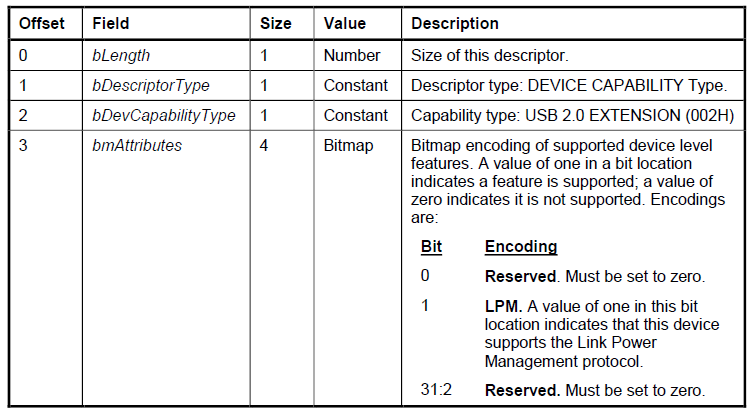 Offset Field Size Value Description
0 bLength 1 Number Size of this descriptor.
1 bDescriptorType 1 Constant Descriptor type: DEVICE CAPABILITY Type.
2 bDevCapabilityType 1 Constant Capability type: USB 2.0 EXTENSION (002H)
3 bmAttributes 4 Bitmap Bitmap encoding of supported device level
features. A value of one in a bit location
indicates a feature is supported; a value of
zero indicates it is not supported. Encodings
are:
Bit Encoding
0 Reserved. Must be set to zero.
1 LPM. A value of one in this bit
location indicates that this device
supports the Link Power
Management protocol.
31:2 Reserved. Must be set to zero.